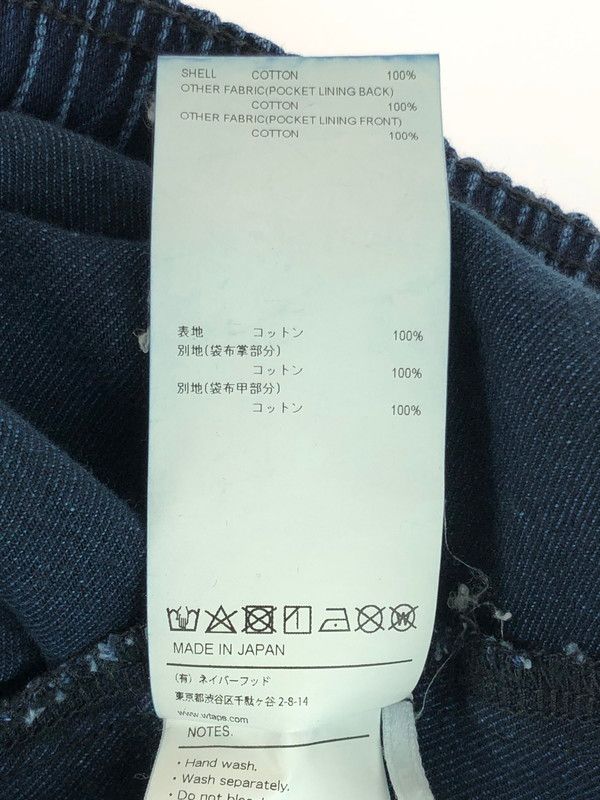 SHELL COTTON 100%
OTHER FABRIC(POCKET LINING BACK)
COTTON 100%
OTHER FABRIC(POCKET LINING FRONT)
COTTON 100%
表地 コットン 100%
別地(袋布掌部分)
コットン 100%
別地(袋布甲部分)
コットン 100%
W
MADE IN JAPAN
(有) ネイバーフッド
東京都渋谷区千駄ヶ谷 2-8-14
www.wtaps.com
NOTES.
・Hand wash.
・Wash separately.
・Do not